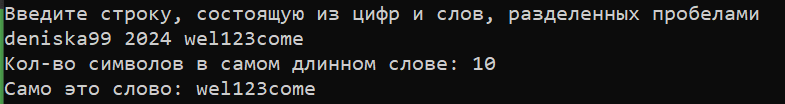 Введите строку, состоящую из цифр и слов, разделенных пробелами
deniska99 2024 wel123come
Кол-во символов в самом длинном слове: 10
Само это слово: wel123come